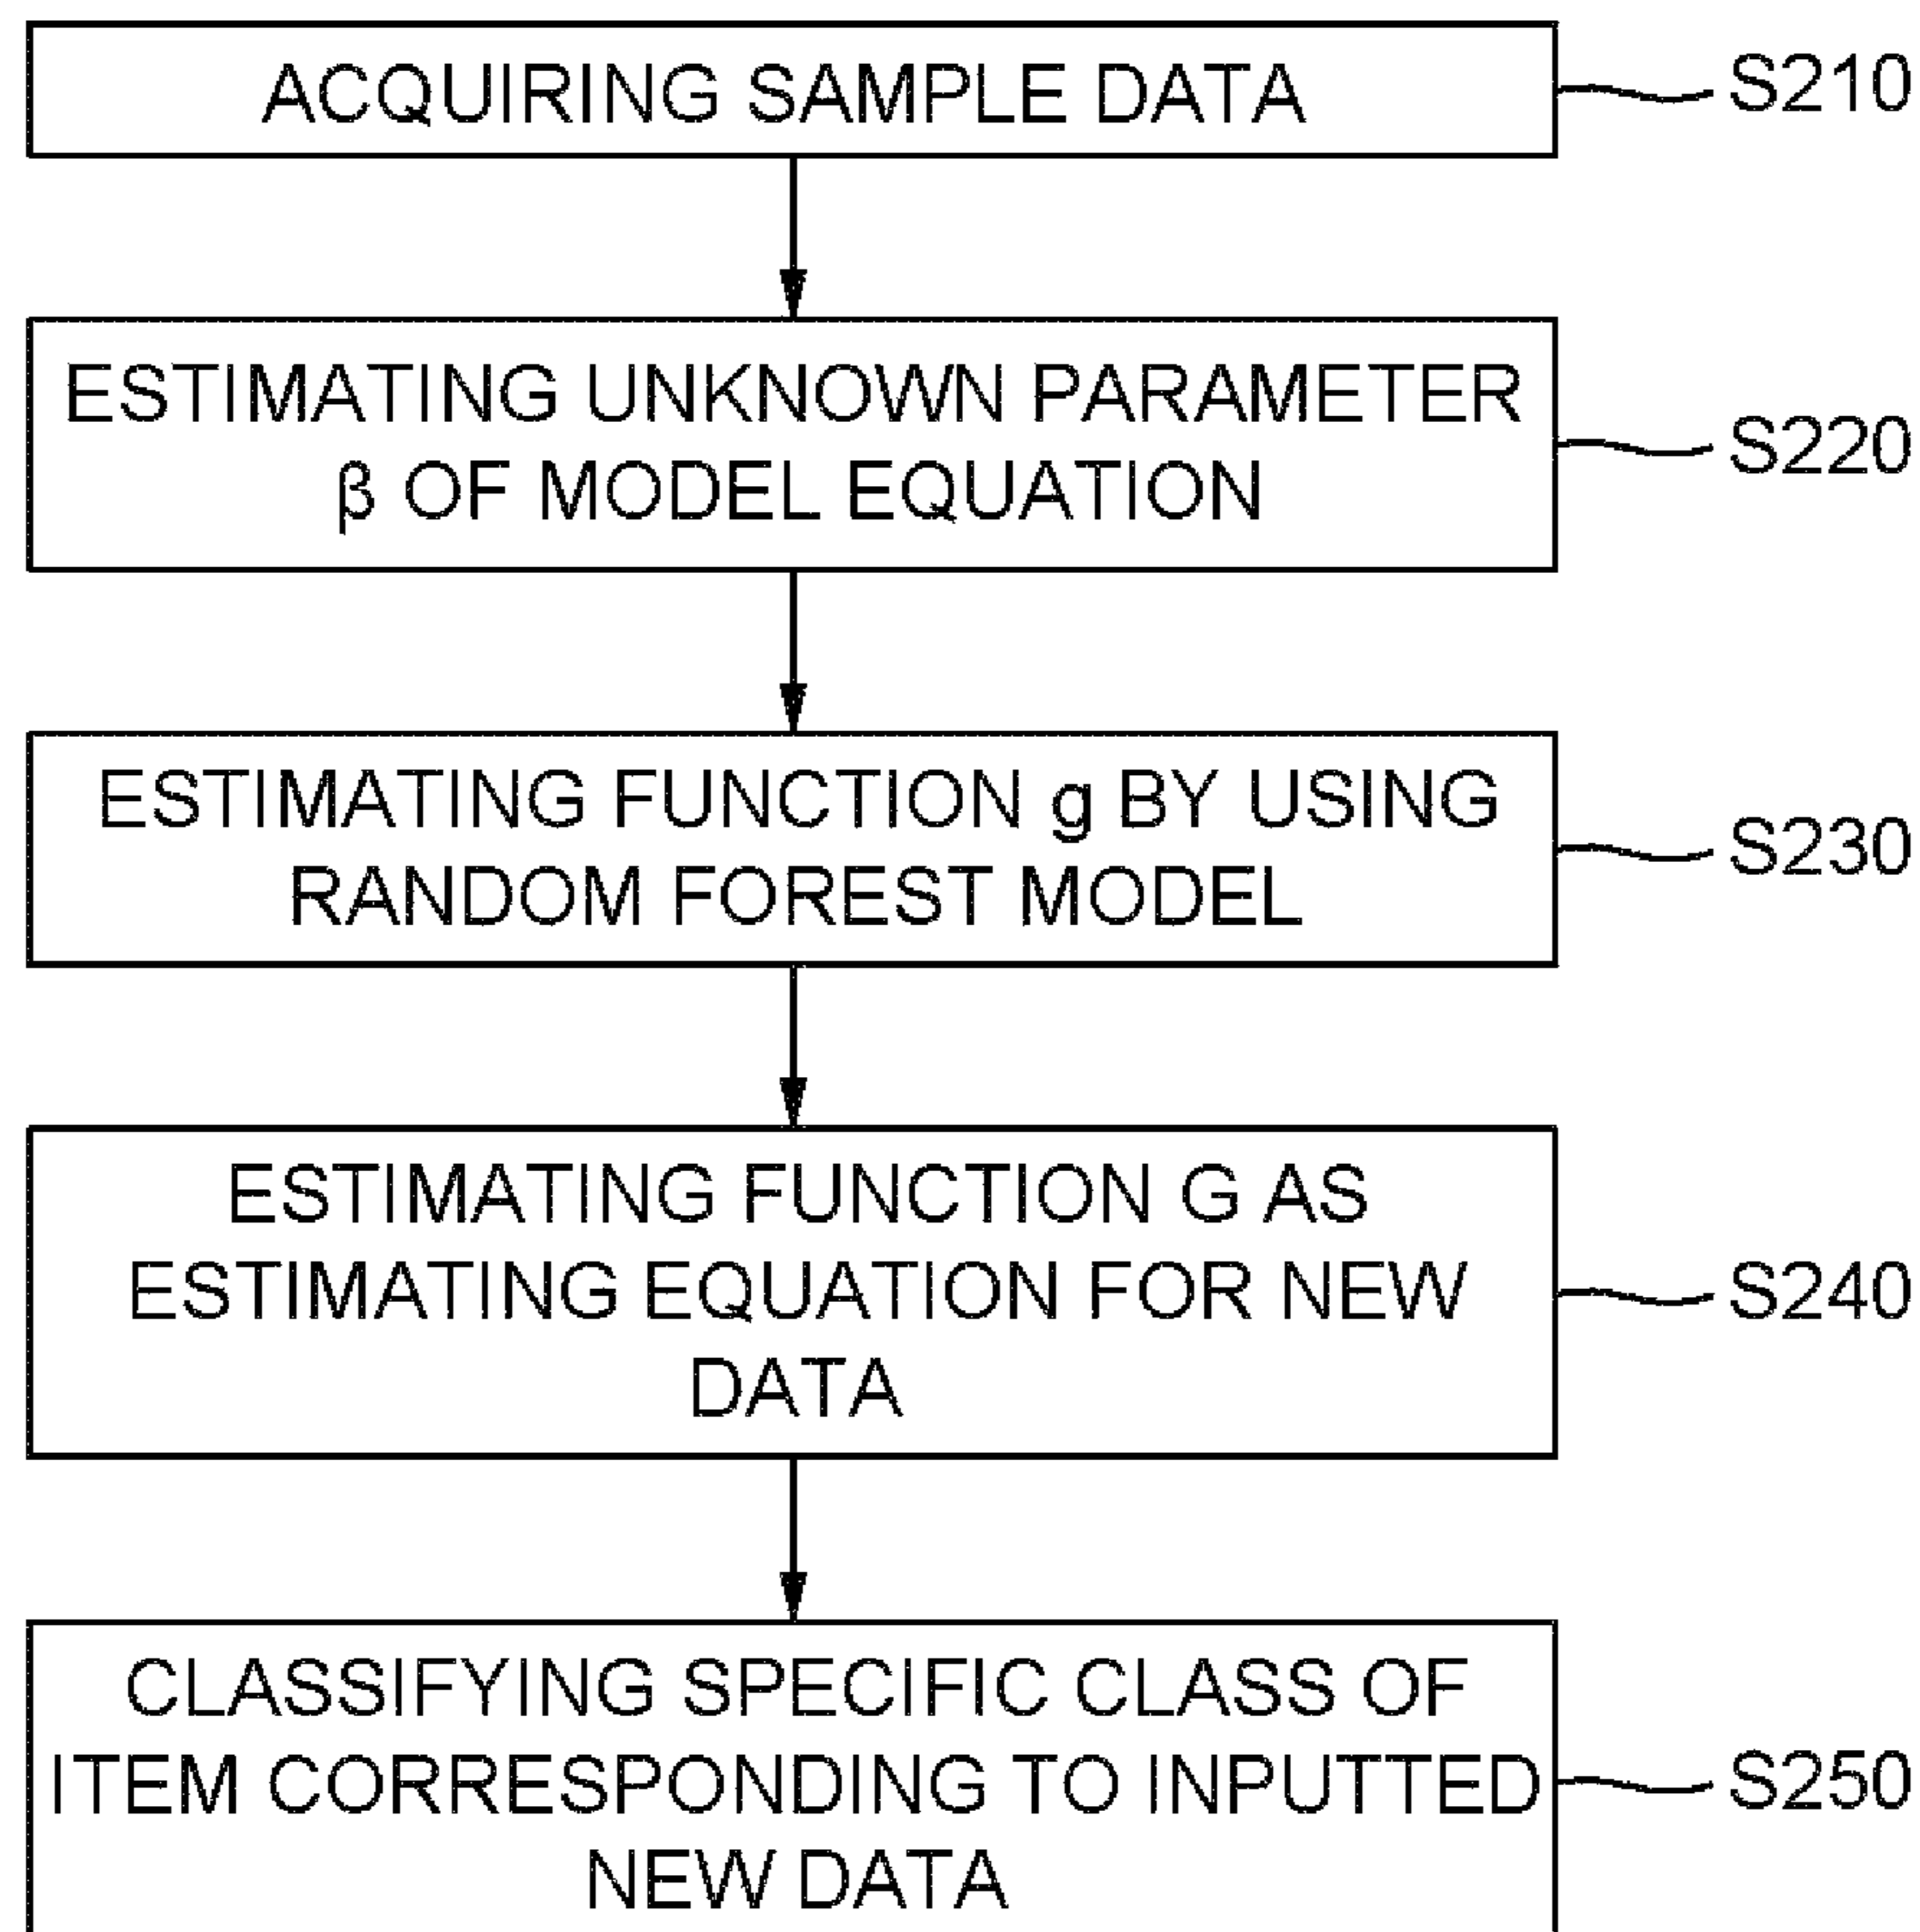 ACQUIRING SAMPLE DATA
S210
ESTIMATING UNKNOWN PARAMETER
β OF MODEL EQUATION
S220
ESTIMATING FUNCTION g BY USING
RANDOM FOREST MODEL
S230
ESTIMATING FUNCTION G AS
ESTIMATING EQUATION FOR NEW
DATA
S240
CLASSIFYING SPECIFIC CLASS OF
ITEM CORRESPONDING TO INPUTTED
NEW DATA
S250